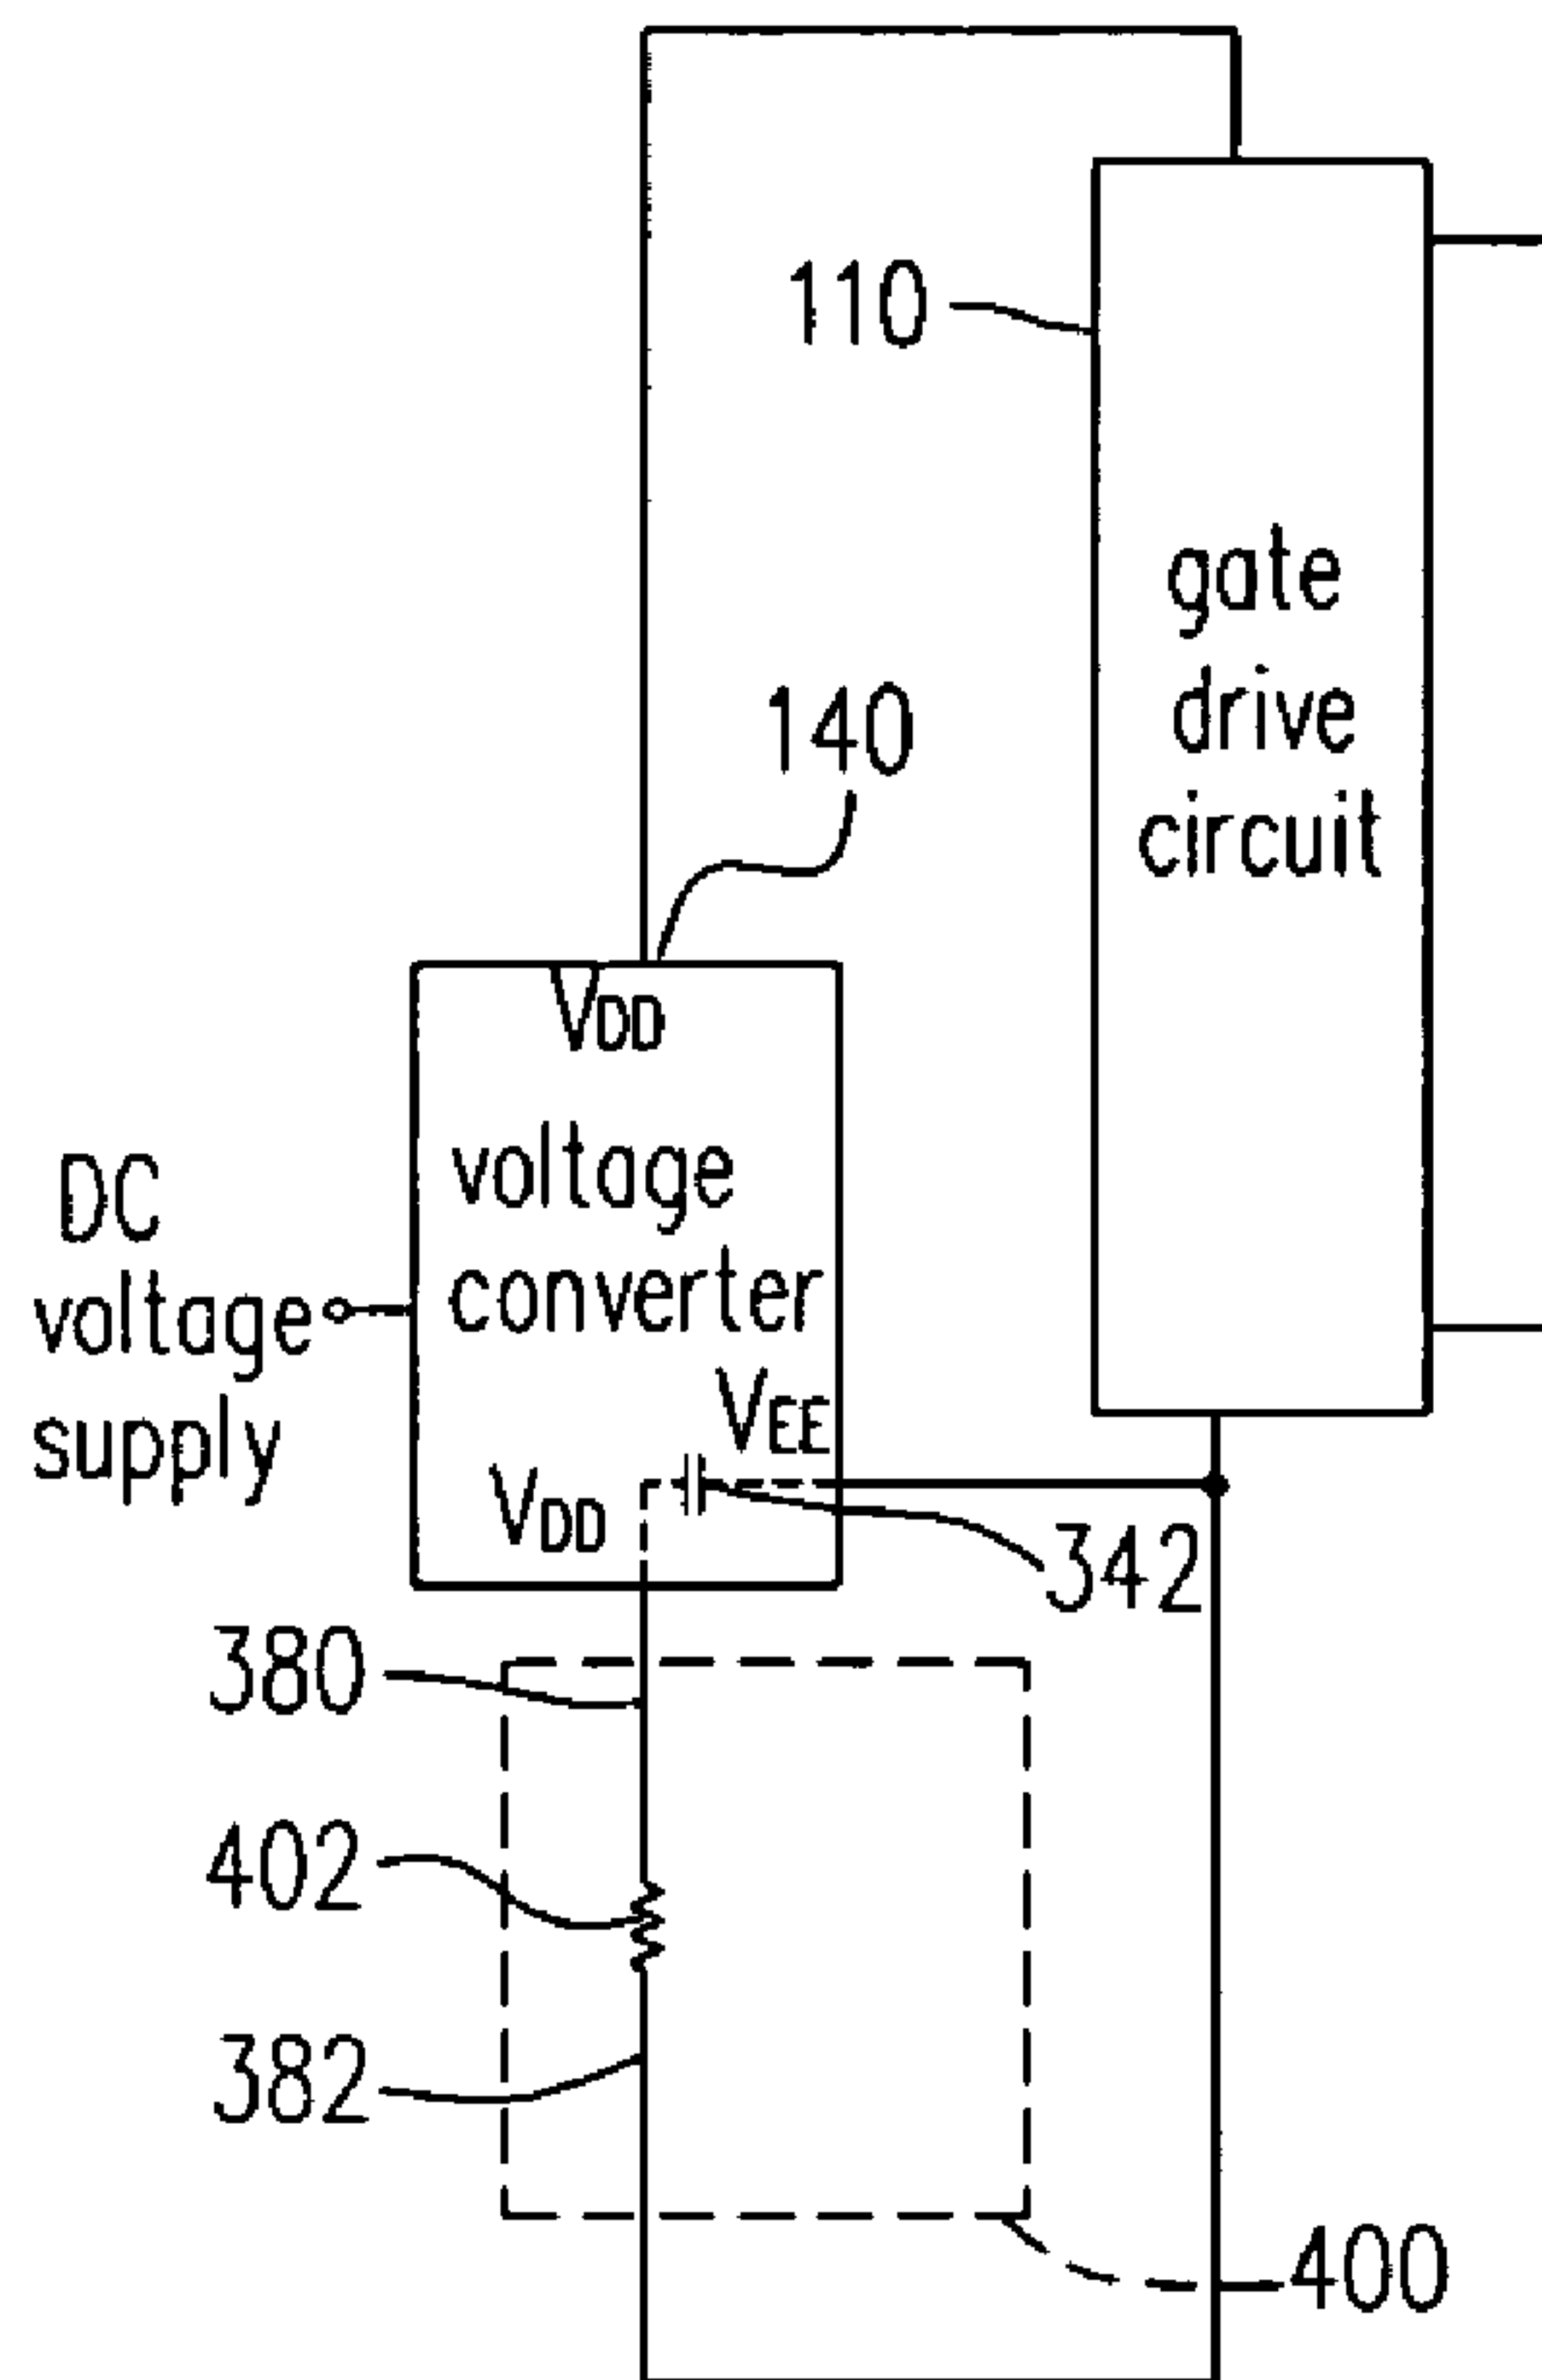 110
gate
drive
circuit
140
VDD
voltage
converter
VEE
VDD
DC
voltage
supply
342
380
402
382
400